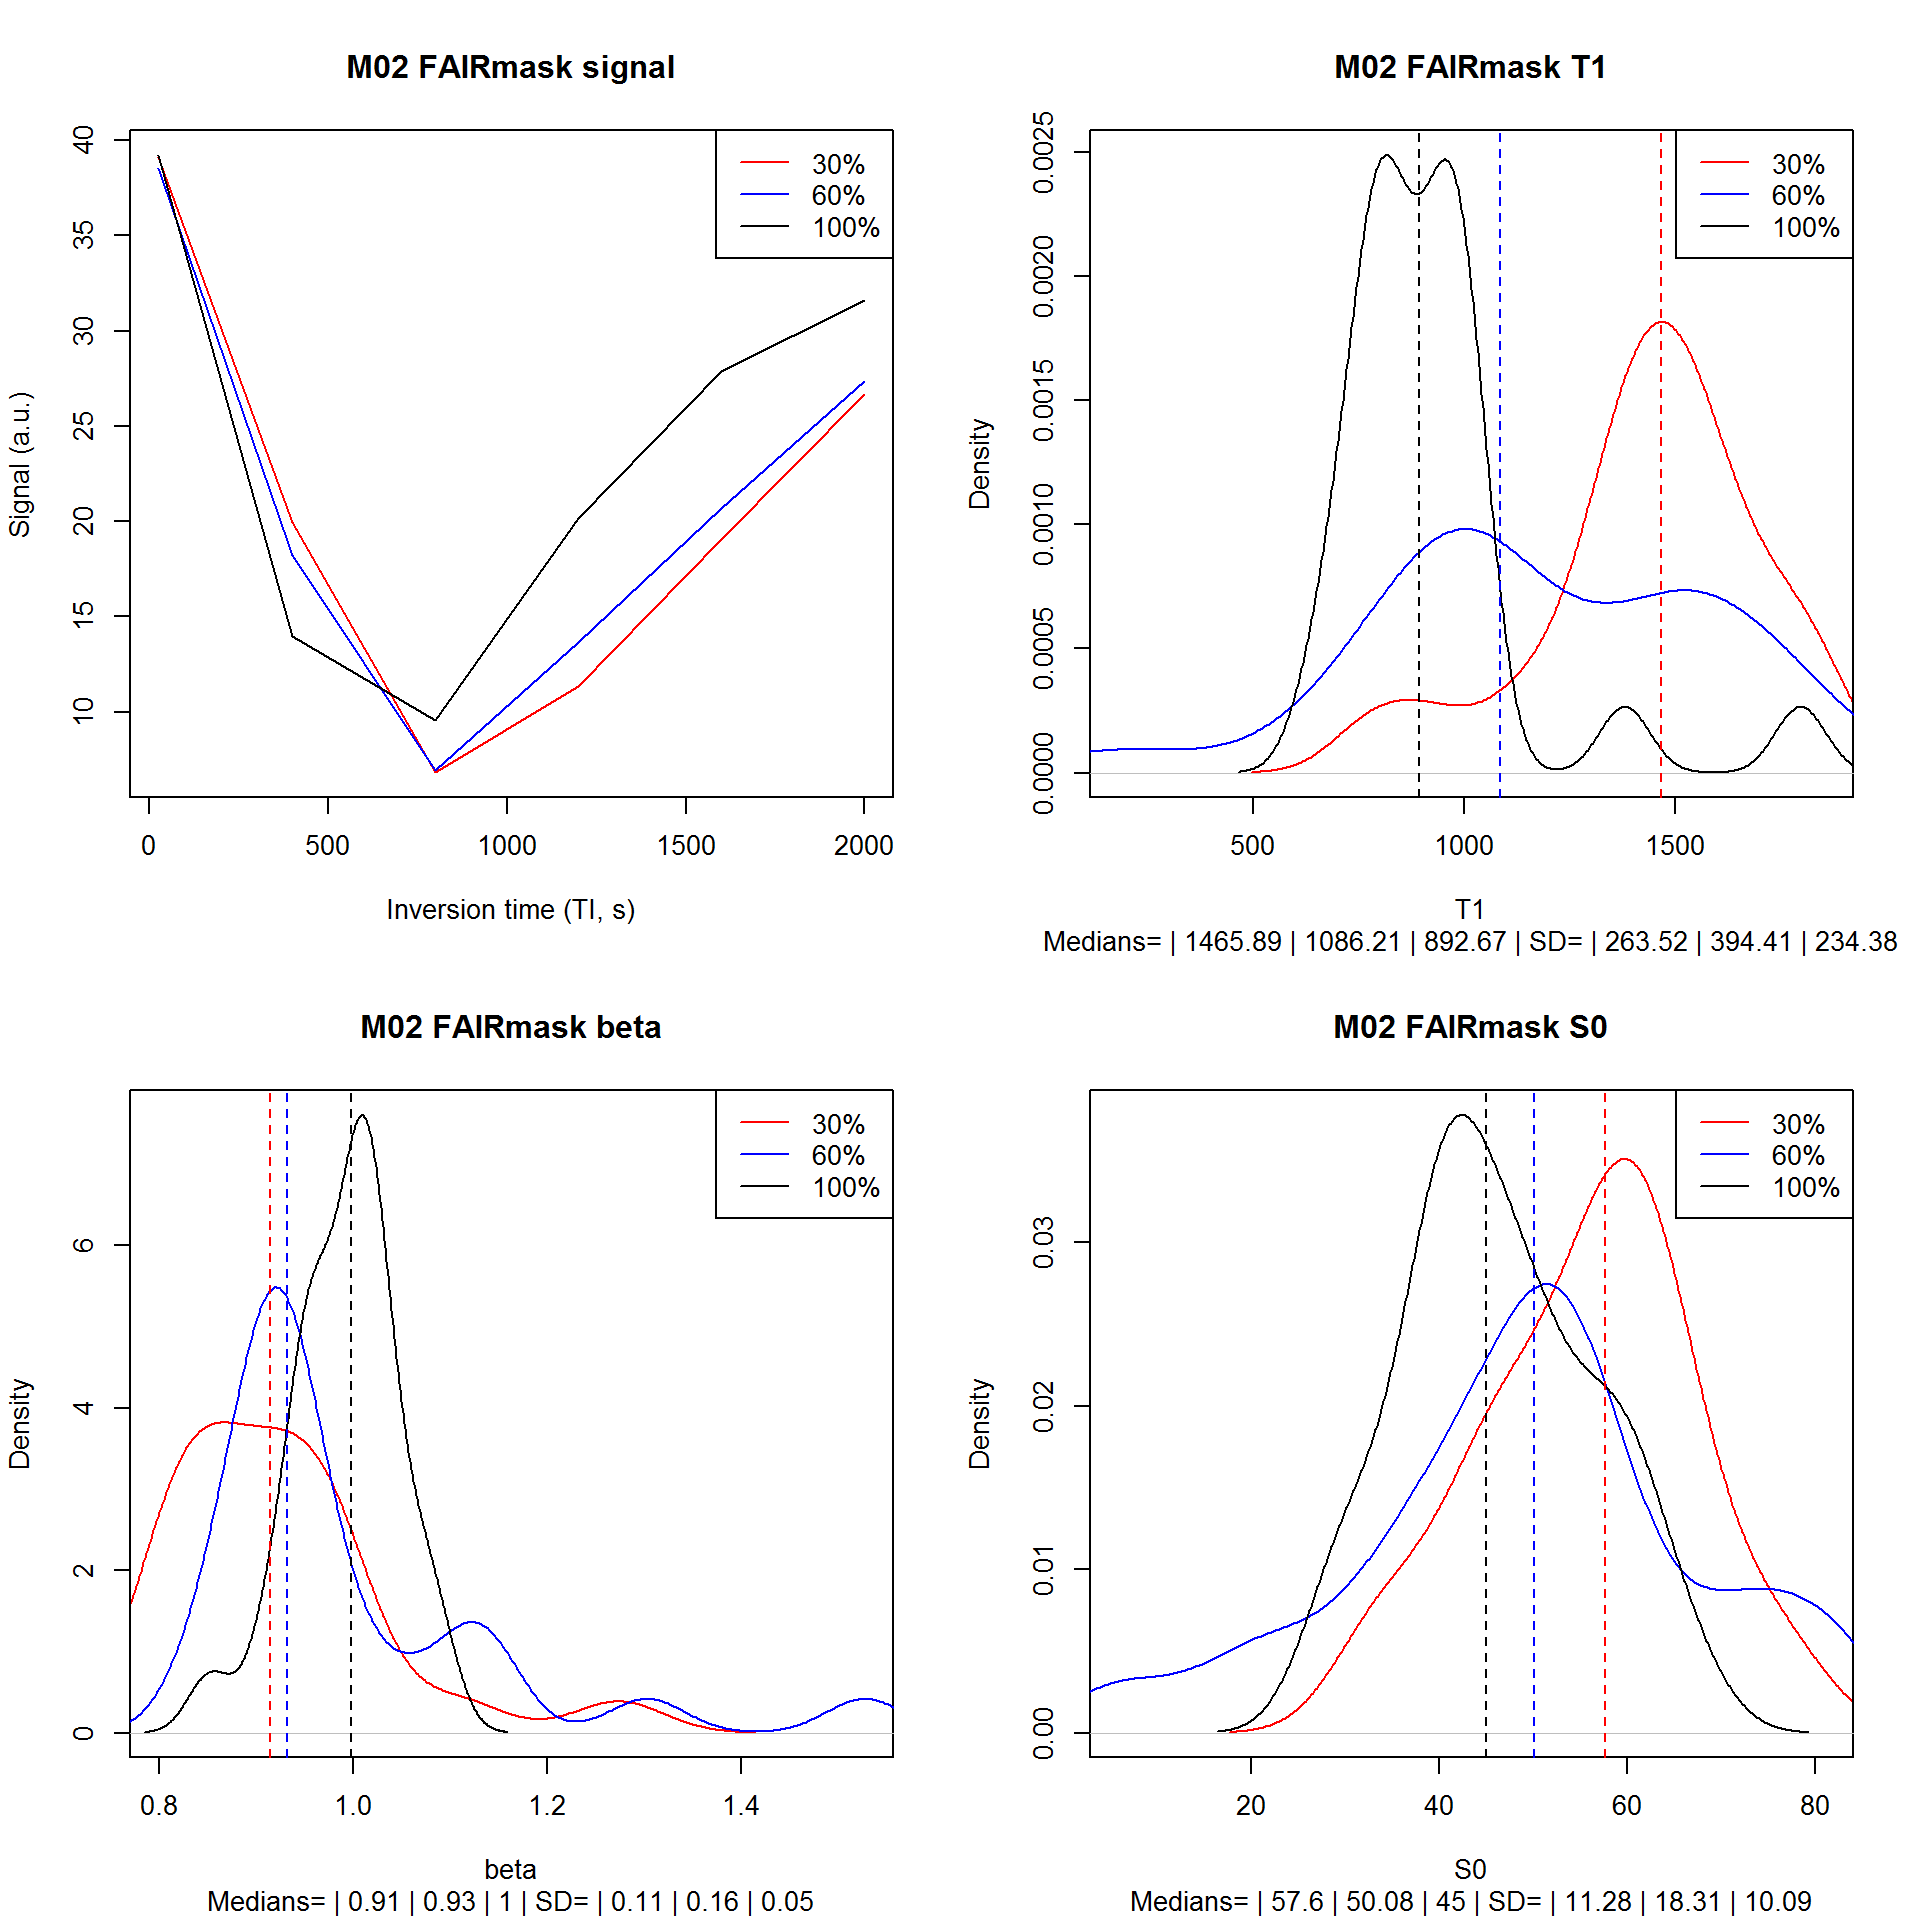 M02 FAIRmask signal
Signal (a.u.)
40
35
30
25
20
15
10
0 500 1000 1500 2000
Inversion time (TI, s)
30%
60%
100%
M02 FAIRmask T1
Density
0.0025
0.0020
0.0015
0.0010
0.0005
0.0000
500 1000 1500
T1
Medians= | 1465.89 | 1086.21 | 892.67 | SD= | 263.52 | 394.41 | 234.38
30%
60%
100%
M02 FAIRmask beta
Density
6
4
2
0
0.8 1.0 1.2 1.4
beta
Medians= | 0.91 | 0.93 | 1 | SD= | 0.11 | 0.16 | 0.05
30%
60%
100%
M02 FAIRmask S0
Density
0.03
0.02
0.01
0.00
20 40 60 80
S0
Medians= | 57.6 | 50.08 | 45 | SD= | 11.28 | 18.31 | 10.09
30%
60%
100%